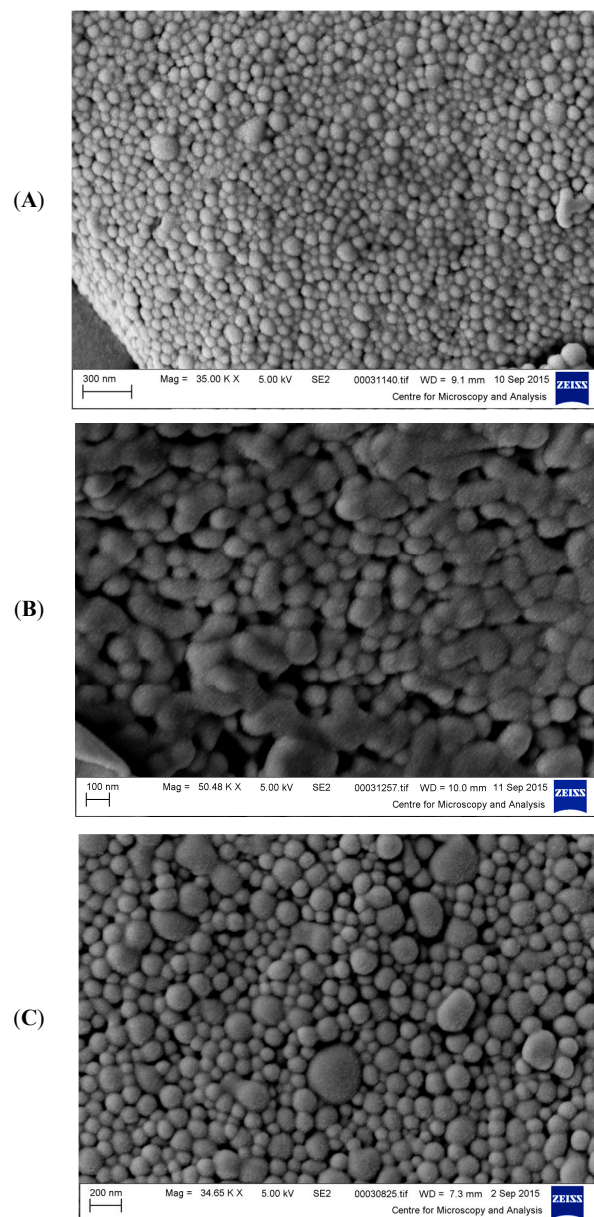 (A)
300 nm Mag = 35.00 K X 5.00 kV SE2 00031140.tif WD = 9.1 mm 10 Sep 2015 ZEISS
Centre for Microscopy and Analysis
(B)
100 nm Mag = 50.48 K X 5.00 kV SE2 00031257.tif WD = 10.0 mm 11 Sep 2015 ZEISS
Centre for Microscopy and Analysis
(C)
200 nm Mag = 34.65 K X 5.00 kV SE2 00030825.tif WD = 7.3 mm 2 Sep 2015 ZEISS
Centre for Microscopy and Analysis